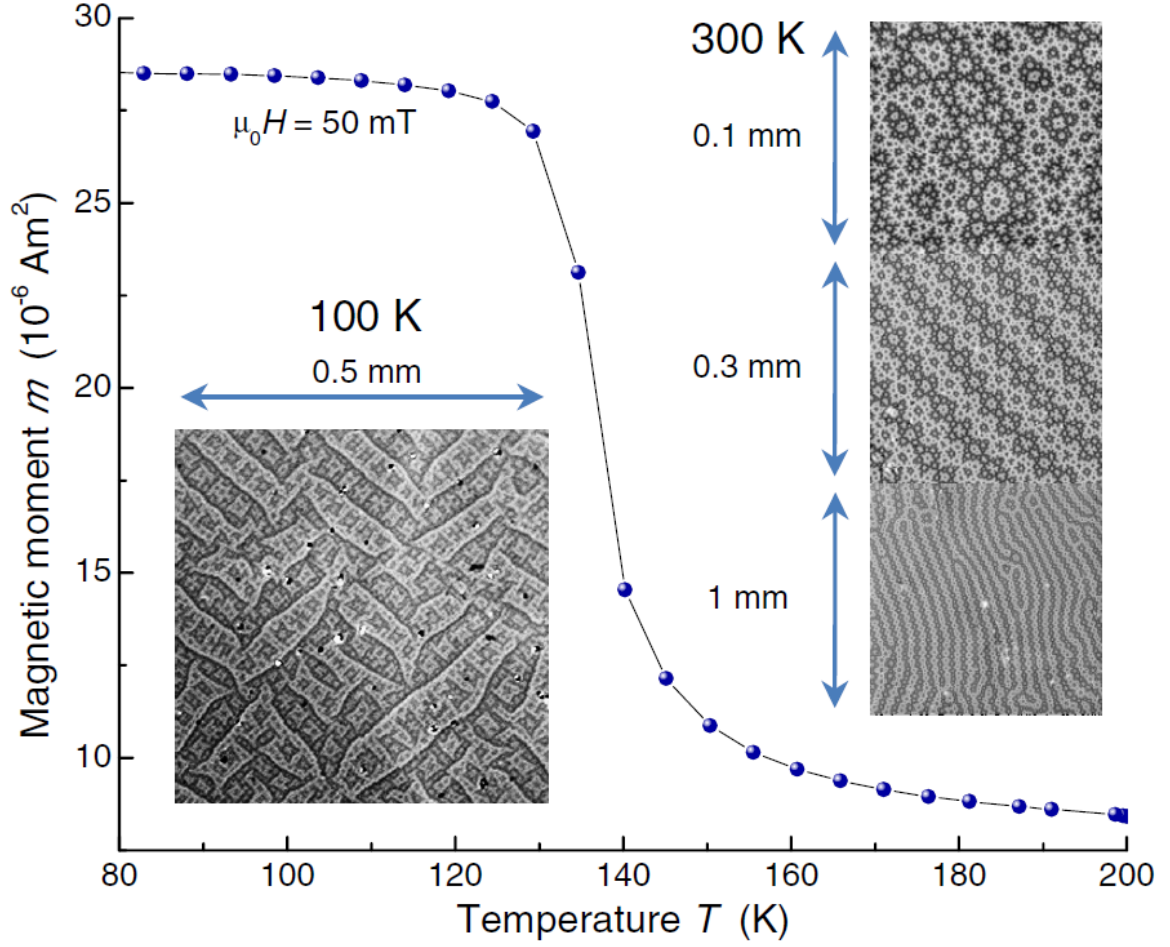 30
25
20
15
10
Magnetic moment m (10⁻⁶ Am²)
μ₀H = 50 mT
100 K
0.5 mm
300 K
0.1 mm
0.3 mm
1 mm
80 100 120 140 160 180 200
Temperature T (K)